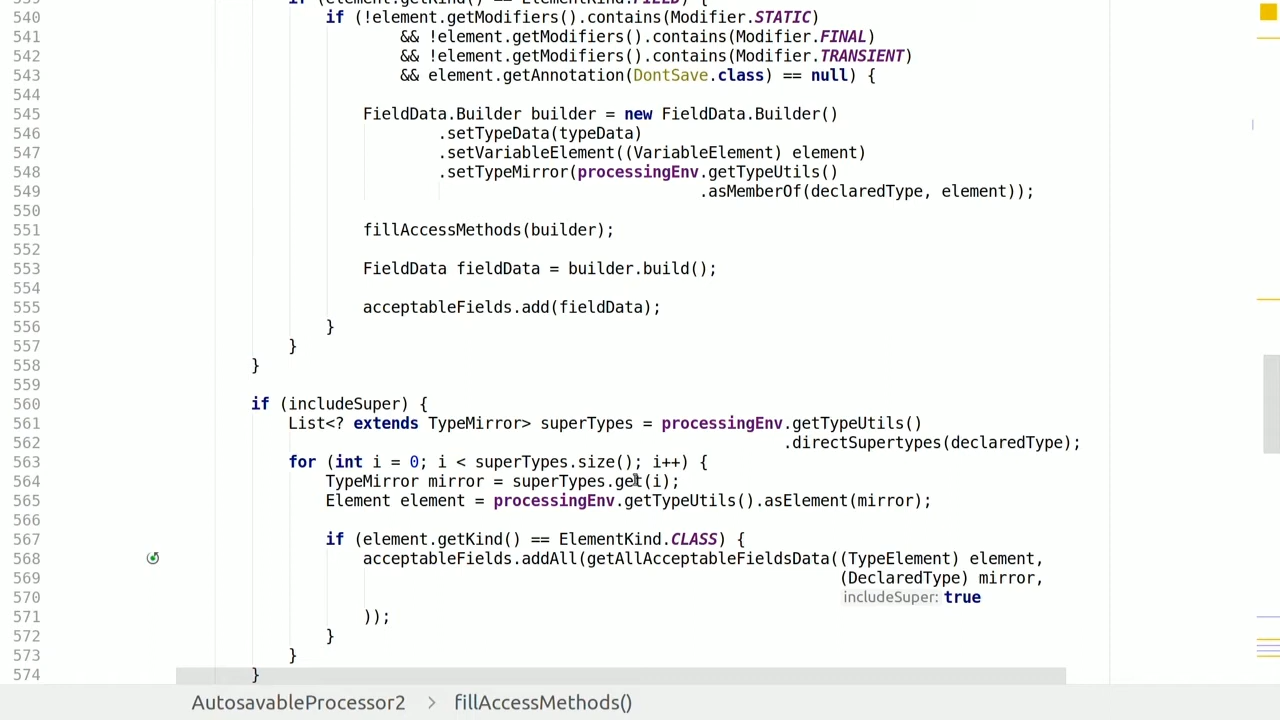 539 if (element.getKind() == ElementKind.FIELD) {
540 if (!element.getModifiers().contains(Modifier.STATIC)
541 && !element.getModifiers().contains(Modifier.FINAL)
542 && !element.getModifiers().contains(Modifier.TRANSIENT)
543 && element.getAnnotation(DontSave.class) == null) {
544
545 FieldData.Builder builder = new FieldData.Builder()
546 .setTypeData(typeData)
547 .setVariableElement((VariableElement) element)
548 .setTypeMirror(processingEnv.getTypeUtils()
549 .asMemberOf(declaredType, element));
550
551 fillAccessMethods(builder);
552
553 FieldData fieldData = builder.build();
554
555 acceptableFields.add(fieldData);
556 }
557 }
558 }
559
560 if (includeSuper) {
561 List<? extends TypeMirror> superTypes = processingEnv.getTypeUtils()
562 .directSupertypes(declaredType);
563 for (int i = 0; i < superTypes.size(); i++) {
564 TypeMirror mirror = superTypes.get(i);
565 Element element = processingEnv.getTypeUtils().asElement(mirror);
566
567 if (element.getKind() == ElementKind.CLASS) {
568 acceptableFields.addAll(getAllAcceptableFieldsData((TypeElement) element,
569 (DeclaredType) mirror,
570 includeSuper: true
571 ));
572 }
573 }
574 }
AutosavableProcessor2 > fillAccessMethods()